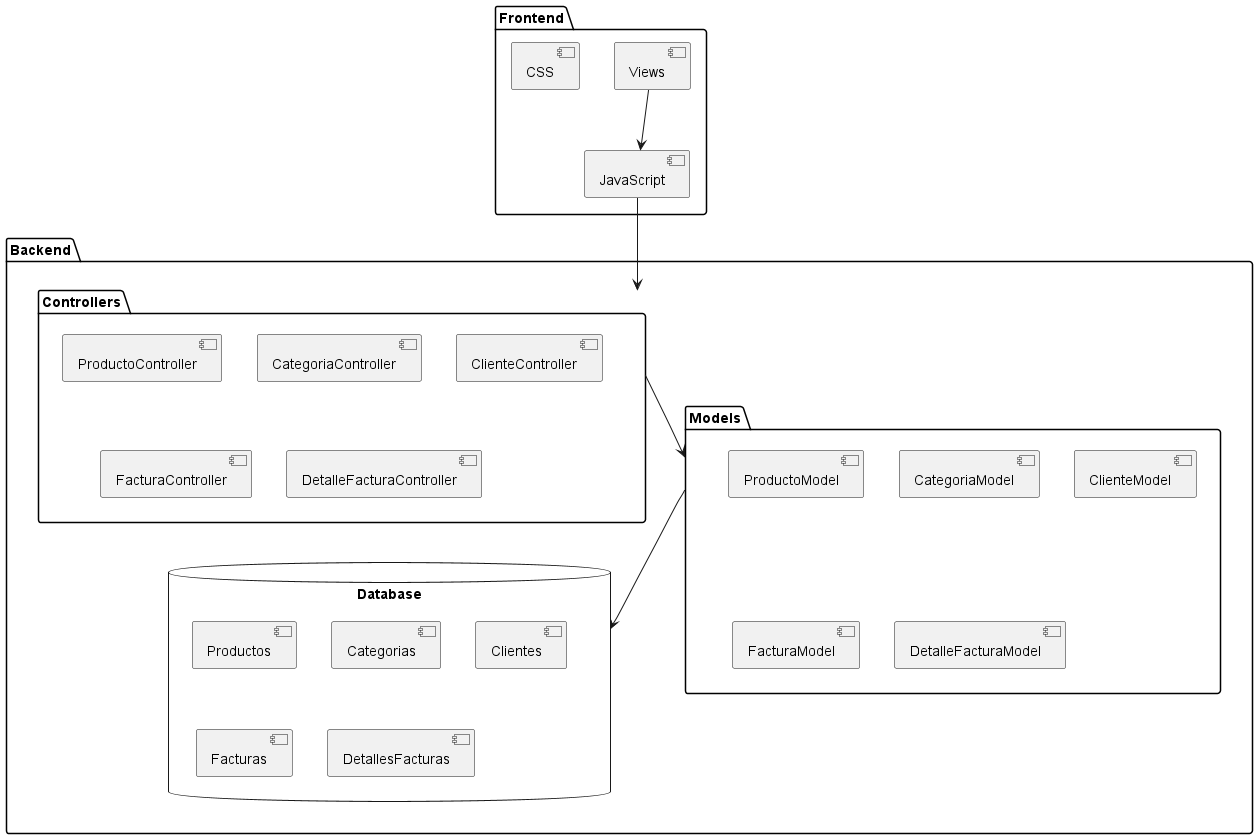 Frontend
CSS
Views
JavaScript
Backend
Controllers
ProductoController
CategoriaController
ClienteController
FacturaController
DetalleFacturaController
Models
ProductoModel
CategoriaModel
ClienteModel
FacturaModel
DetalleFacturaModel
Database
Productos
Categorias
Clientes
Facturas
DetallesFacturas